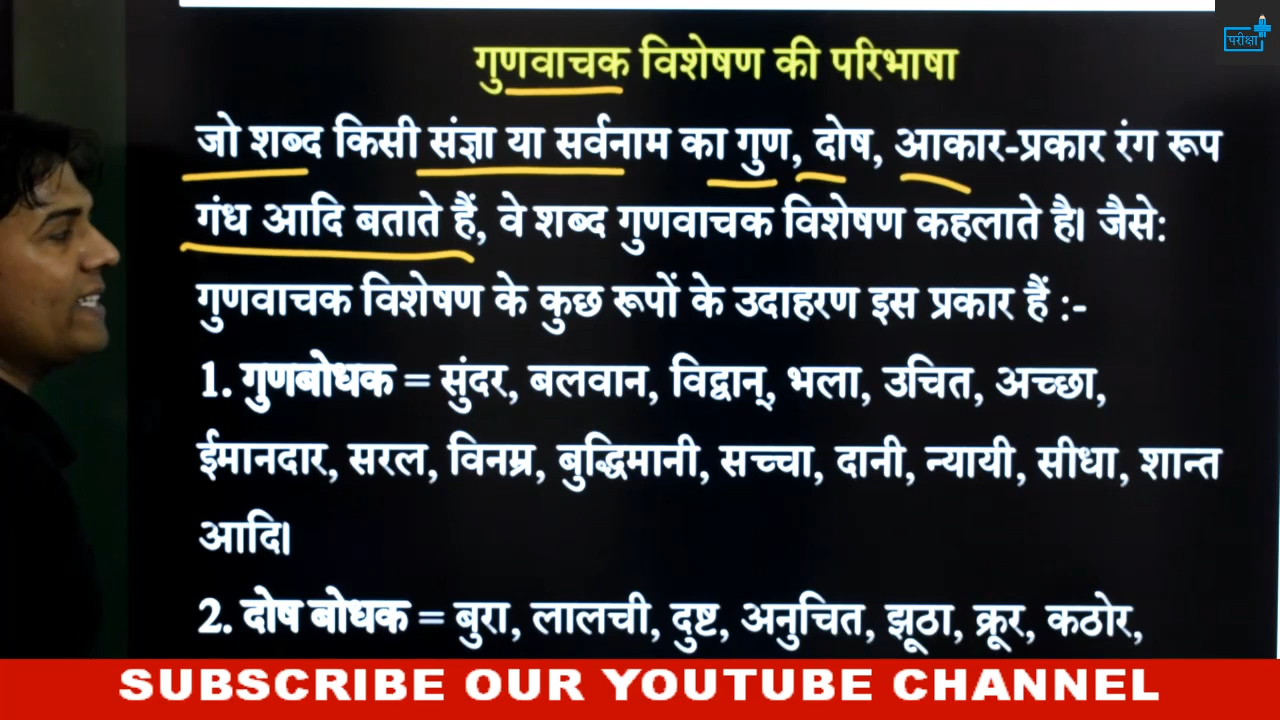 परीक्षा
गुणवाचक विशेषण की परिभाषा
जो शब्द किसी संज्ञा या सर्वनाम का गुण, दोष, आकार-प्रकार रंग रूप
गंध आदि बताते हैं, वे शब्द गुणवाचक विशेषण कहलाते है। जैसे:
गुणवाचक विशेषण के कुछ रूपों के उदाहरण इस प्रकार हैं :-
1. गुणबोधक = सुंदर, बलवान, विद्वान्, भला, उचित, अच्छा,
ईमानदार, सरल, विनम्र, बुद्धिमानी, सच्चा, दानी, न्यायी, सीधा, शान्त
आदि।
2. दोष बोधक = बुरा, लालची, दुष्ट, अनुचित, झूठा, क्रूर, कठोर,
SUBSCRIBE OUR YOUTUBE CHANNEL